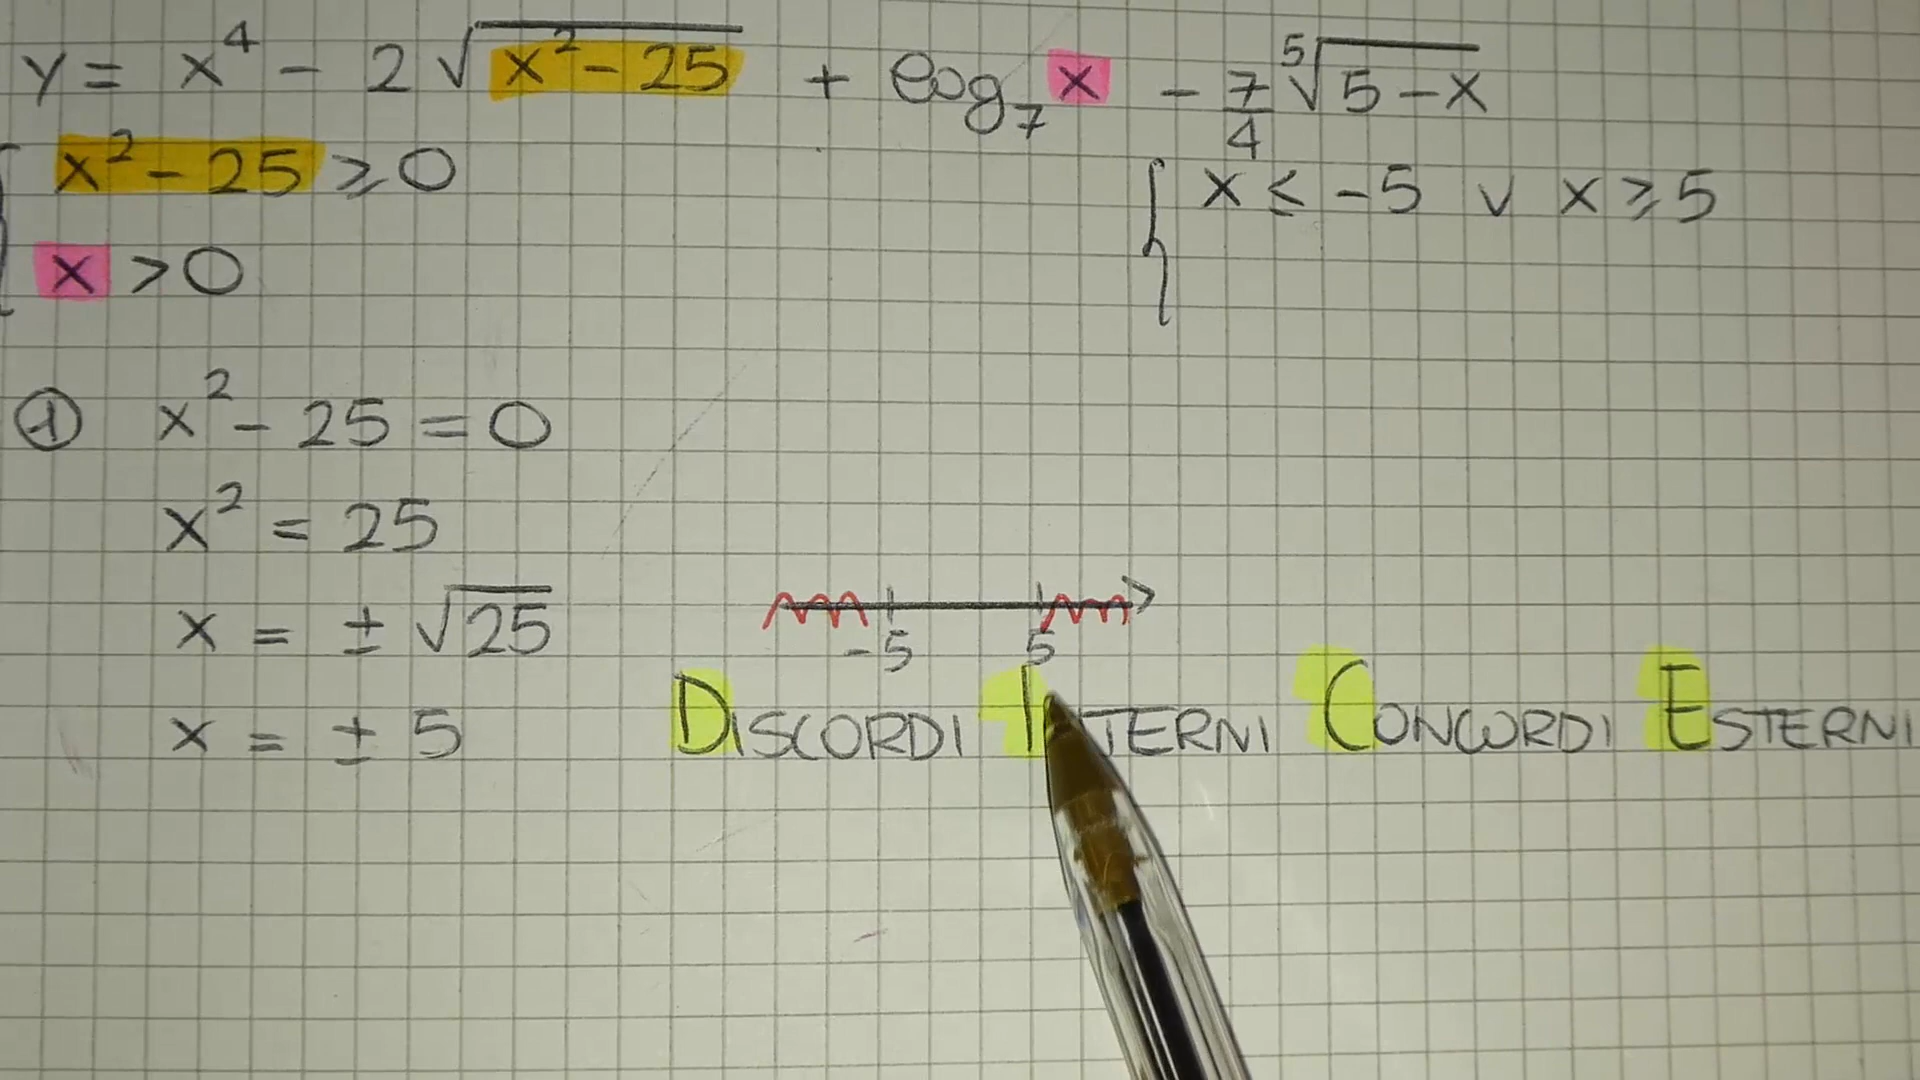 y = x⁴ - 2 √(x² - 25) + log₇ x - 7/4 ⁵√(5 - x)
{ x² - 25 ≥ 0
x > 0
{ x ≤ -5 ∨ x ≥ 5
① x² - 25 = 0
x² = 25
x = ± √25
x = ± 5
-5 5
DISCORDI INTERNI CONCORDI ESTERNI